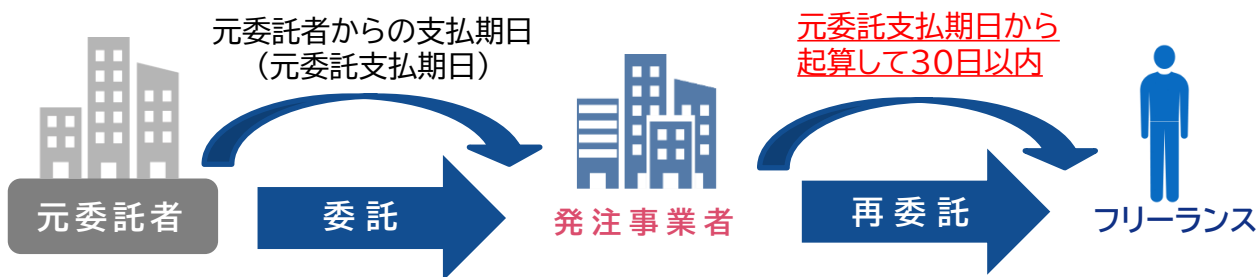 元委託者からの支払期日
（元委託支払期日）
元委託支払期日から
起算して30日以内
元委託者
委託
発注事業者
再委託
フリーランス